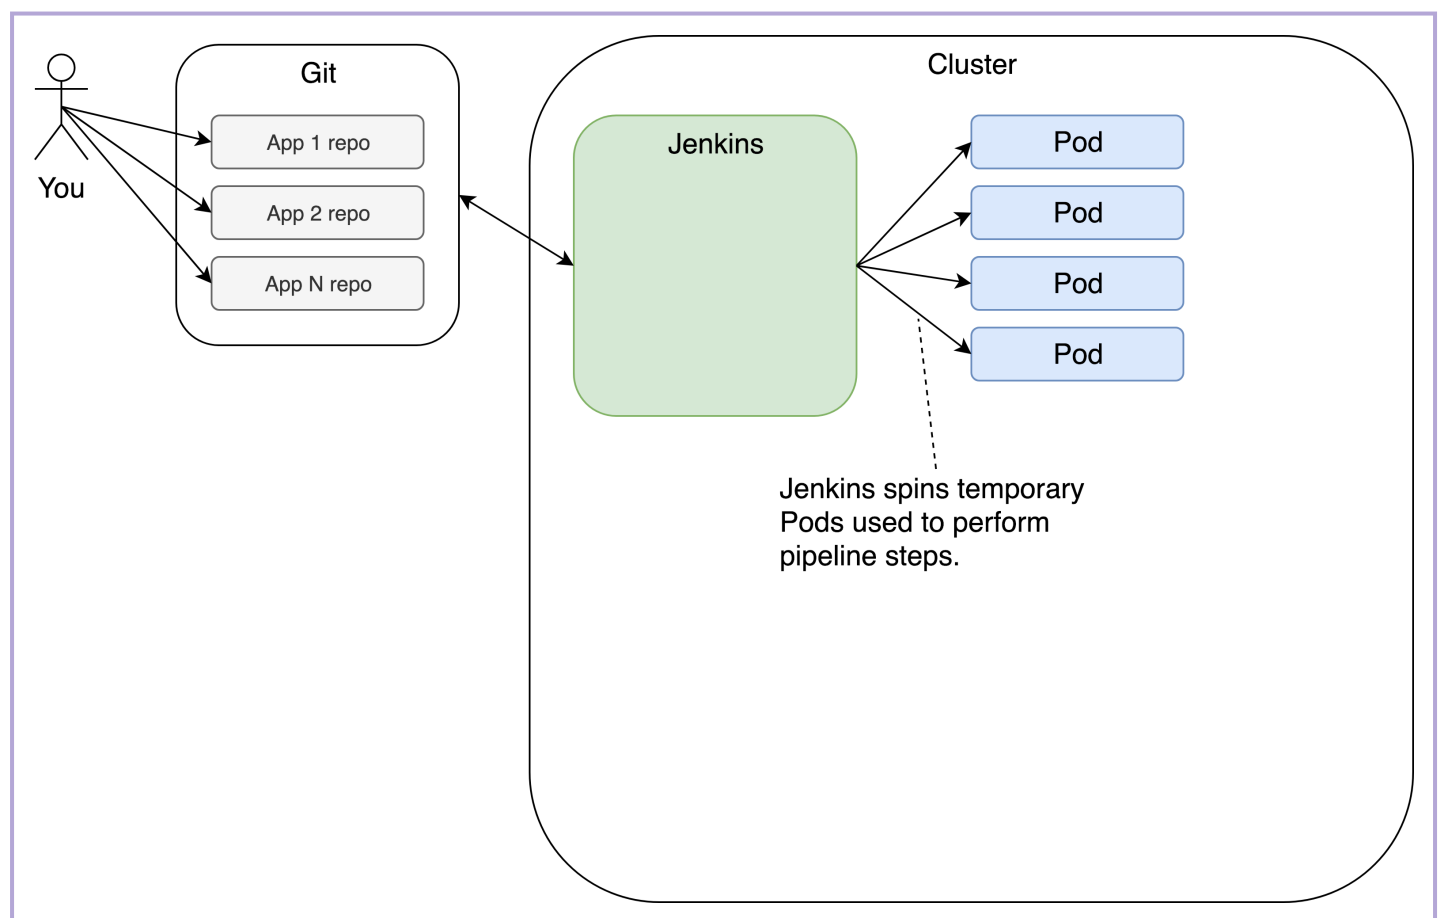 Git
Cluster
You
App 1 repo
App 2 repo
App N repo
Jenkins
Pod
Pod
Pod
Pod
Jenkins spins temporary
Pods used to perform
pipeline steps.